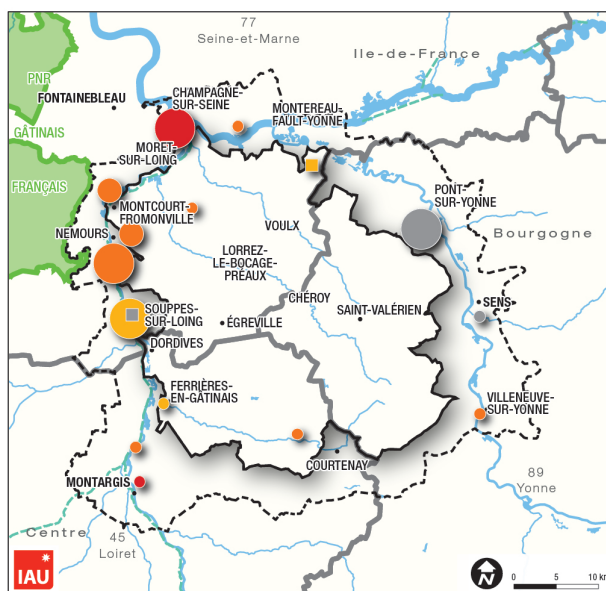 77
Seine-et-Marne
Ile-de-France
PNR
FONTAINEBLEAU
CHAMPAGNE-
SUR-SEINE
MONTEREAU-
FAULT-YONNE
GÂTINAIS
MORET-
SUR-LOING
FRANÇAIS
MONTCOURT-
FROMONVILLE
PONT-
SUR-YONNE
NEMOURS
VOULX
Bourgogne
LORREZ-
LE-BOCAGE-
PRÉAUX
CHÉROY
SENS
SOUPPES-
SUR-LOING
ÉGREVILLE
SAINT-VALÉRIEN
DORDIVES
FERRIÈRES-
EN-GÂTINAIS
VILLENEUVE-
SUR-YONNE
COURTENAY
MONTARGIS
89
Yonne
Centre
45
Loiret
IAU
N
0 5 10 km